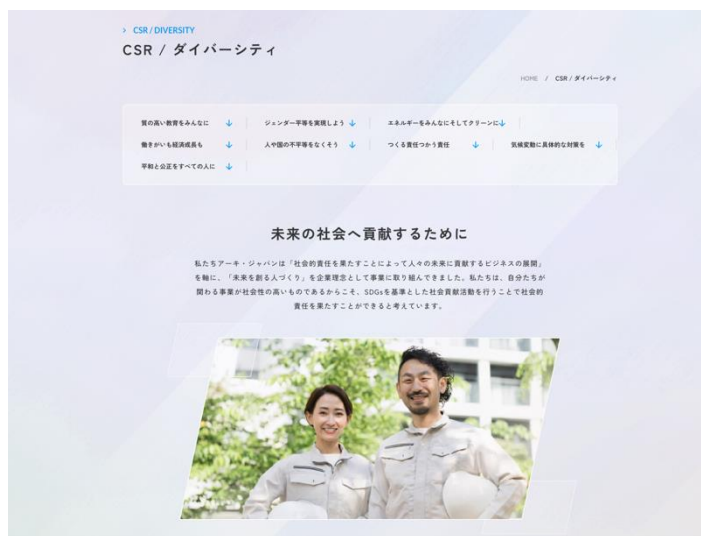 CSR / DIVERSITY
CSR / ダイバーシティ
HOME / CSR / ダイバーシティ
質の高い教育をみんなに ↓ ジェンダー平等を実現しよう ↓ エネルギーをみんなにそしてクリーンに↓
働きがいも経済成長も ↓ 人や国の不平等をなくそう ↓ つくる責任つかう責任 ↓ 気候変動に具体的な対策を ↓
平和と公正をすべての人に ↓
未来の社会へ貢献するために
私たちアーキ・ジャパンは「社会的責任を果たすことによって人々の未来に貢献するビジネスの展開」
を軸に、「未来を創る人づくり」を企業理念として事業に取り組んできました。私たちは、自分たちが
関わる事業が社会性の高いものであるからこそ、SDGsを基準とした社会貢献活動を行うことで社会的
責任を果たすことができると考えています。